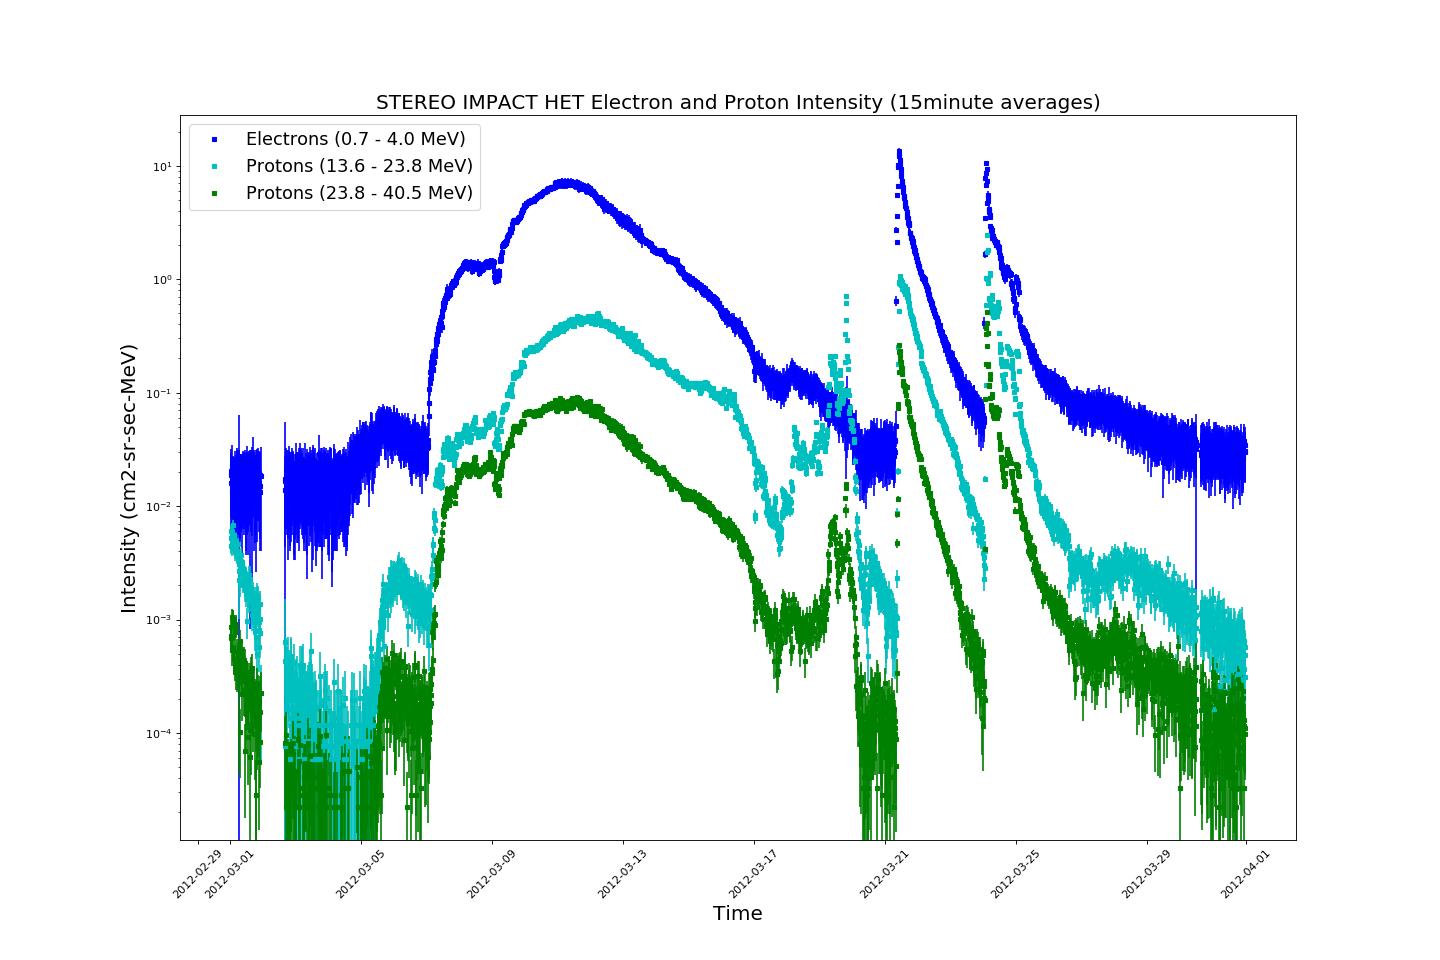 STEREO IMPACT HET Electron and Proton Intensity (15minute averages)
Electrons (0.7 - 4.0 MeV)
Protons (13.6 - 23.8 MeV)
Protons (23.8 - 40.5 MeV)
Intensity (cm2-sr-sec-MeV)
10¹
10⁰
10⁻¹
10⁻²
10⁻³
10⁻⁴
2012-02-29
2012-03-01
2012-03-05
2012-03-09
2012-03-13
2012-03-17
2012-03-21
2012-03-25
2012-03-29
2012-04-01
Time